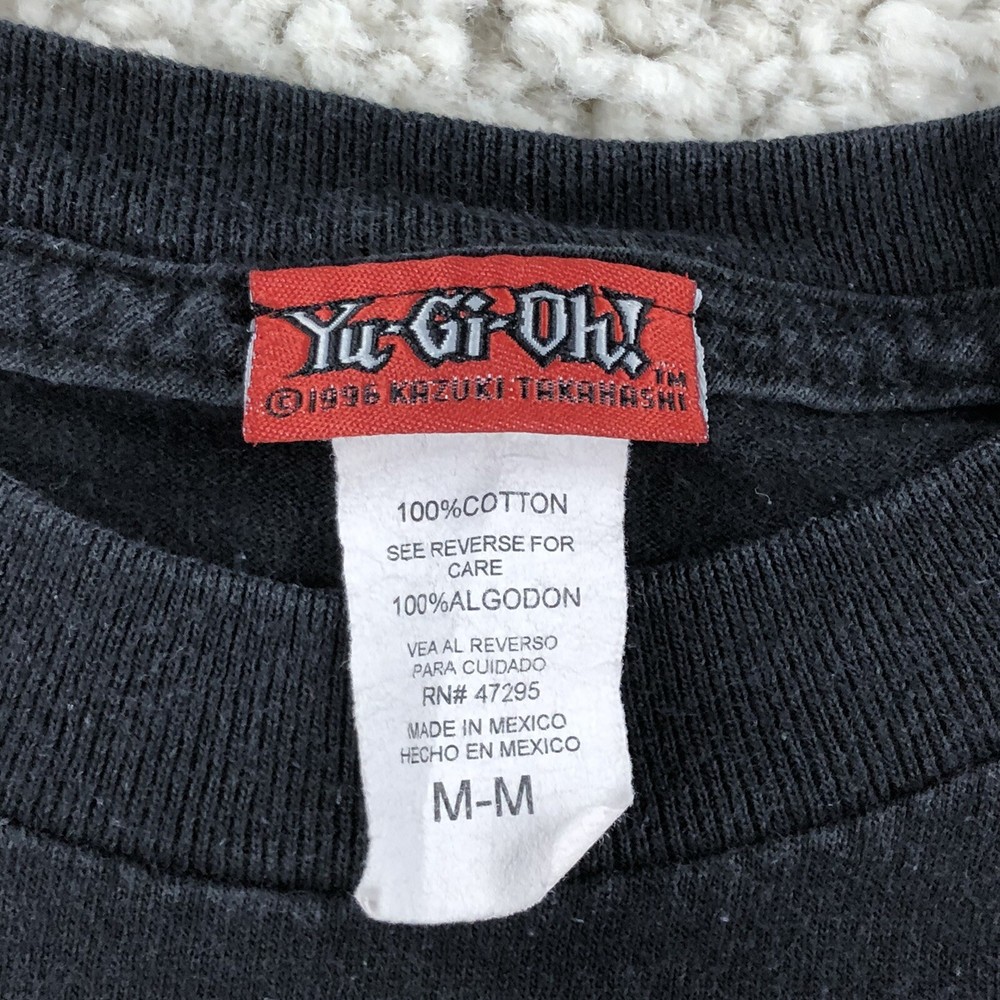 Yu-Gi-Oh!™
©1996 KAZUKI TAKAHASHI
100%COTTON
SEE REVERSE FOR
CARE
100%ALGODON
VEA AL REVERSO
PARA CUIDADO
RN# 47295
MADE IN MEXICO
HECHO EN MEXICO
M-M